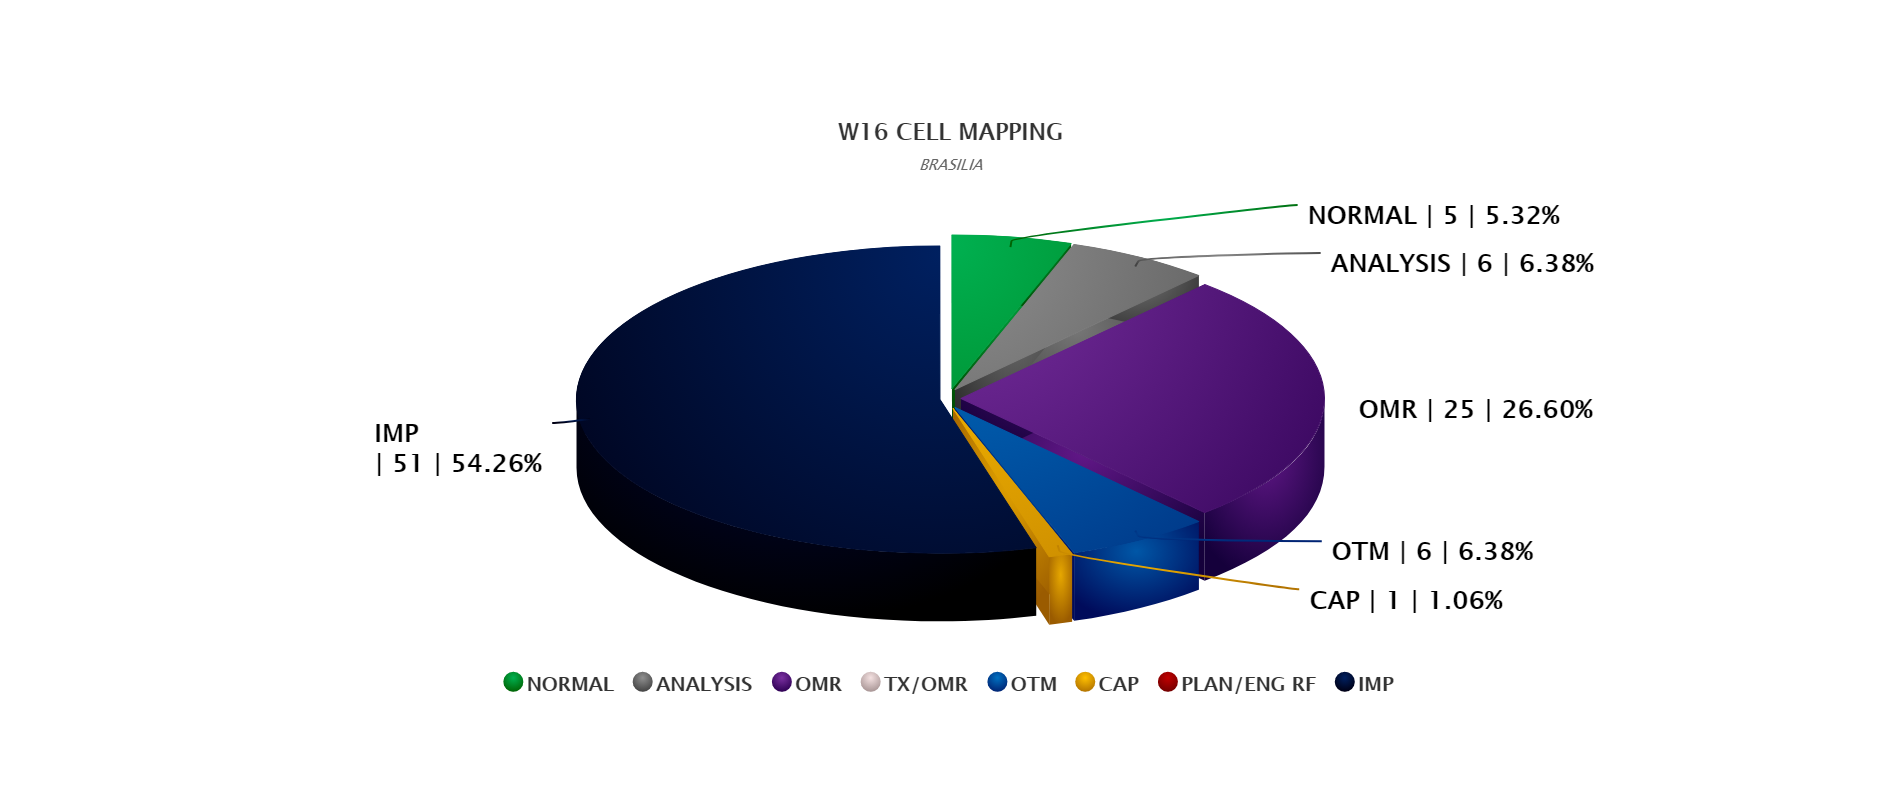 W16 CELL MAPPING
BRASILIA
NORMAL | 5 | 5.32%
ANALYSIS | 6 | 6.38%
OMR | 25 | 26.60%
IMP
| 51 | 54.26%
OTM | 6 | 6.38%
CAP | 1 | 1.06%
NORMAL ANALYSIS OMR TX/OMR OTM CAP PLAN/ENG RF IMP